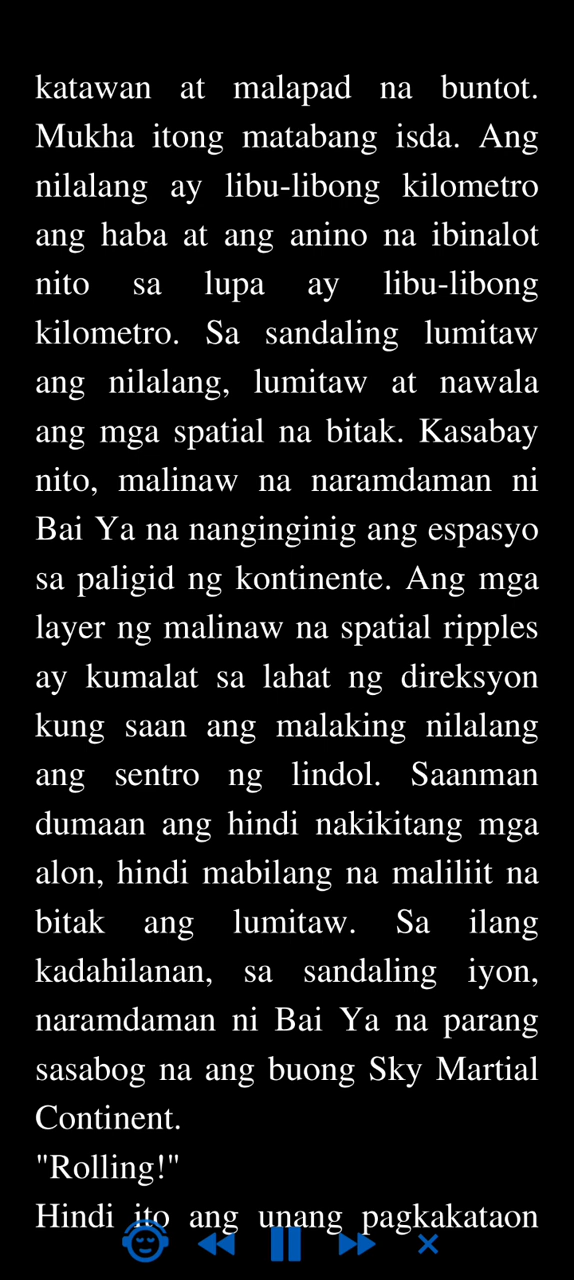 katawan at malapad na buntot.
Mukha itong matabang isda. Ang
nilalang ay libu-libong kilometro
ang haba at ang anino na ibinalot
nito sa lupa ay libu-libong
kilometro. Sa sandaling lumitaw
ang nilalang, lumitaw at nawala
ang mga spatial na bitak. Kasabay
nito, malinaw na naramdaman ni
Bai Ya na nanginginig ang espasyo
sa paligid ng kontinente. Ang mga
layer ng malinaw na spatial ripples
ay kumalat sa lahat ng direksyon
kung saan ang malaking nilalang
ang sentro ng lindol. Saanman
dumaan ang hindi nakikitang mga
alon, hindi mabilang na maliliit na
bitak ang lumitaw. Sa ilang
kadahilanan, sa sandaling iyon,
naramdaman ni Bai Ya na parang
sasabog na ang buong Sky Martial
Continent.
"Rolling!"
Hindi ito ang unang pagkakataon